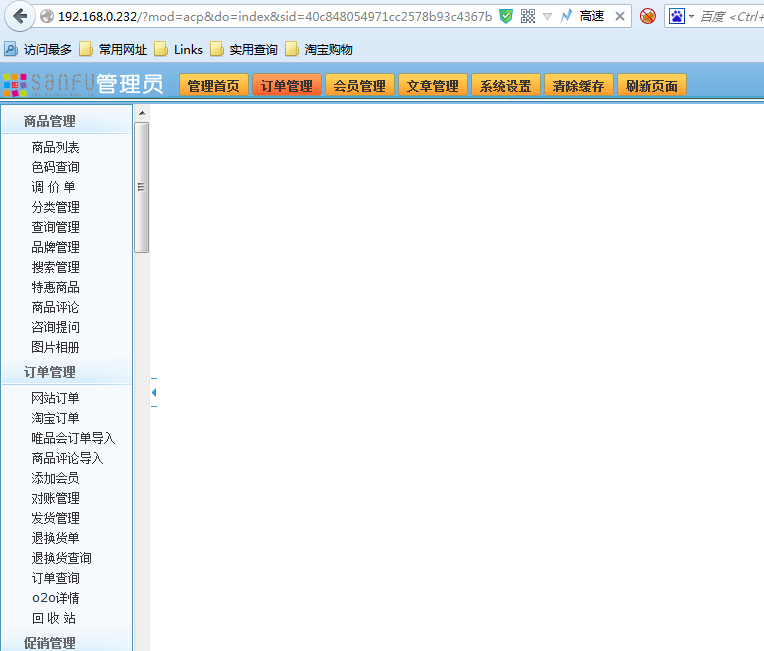 192.168.0.232/?mod=acp&do=index&sid=40c848054971cc2578b93c4367b 高速 百度 <Ctrl+
访问最多 常用网址 Links 实用查询 淘宝购物
SANFU 管理员 管理首页 订单管理 会员管理 文章管理 系统设置 清除缓存 刷新页面
商品管理
商品列表
色码查询
调 价 单
分类管理
查询管理
品牌管理
搜索管理
特惠商品
商品评论
咨询提问
图片相册
订单管理
网站订单
淘宝订单
唯品会订单导入
商品评论导入
添加会员
对账管理
发货管理
退换货单
退换货查询
订单查询
o2o详情
回 收 站
促销管理